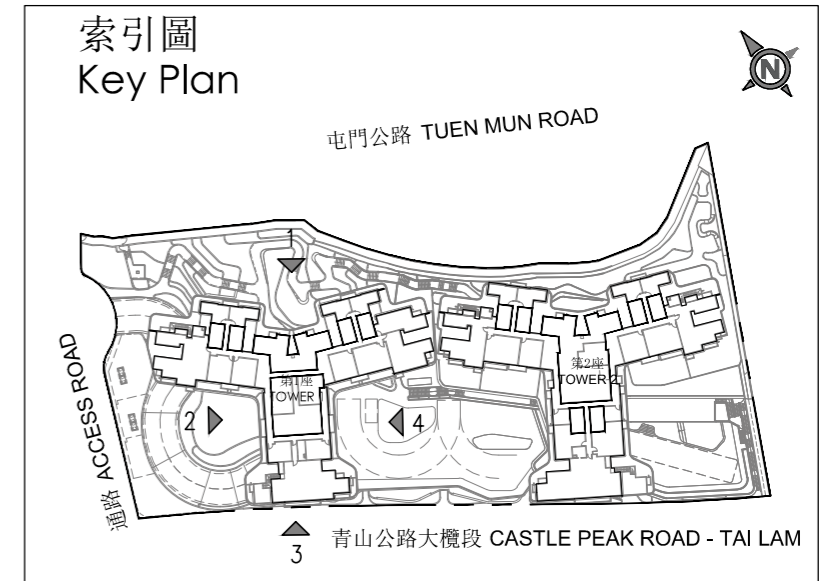 索引圖
Key Plan
N
屯門公路 TUEN MUN ROAD
1
第1座
TOWER 1
第2座
TOWER 2
通路 ACCESS ROAD
2
4
3
青山公路大欖段 CASTLE PEAK ROAD - TAI LAM